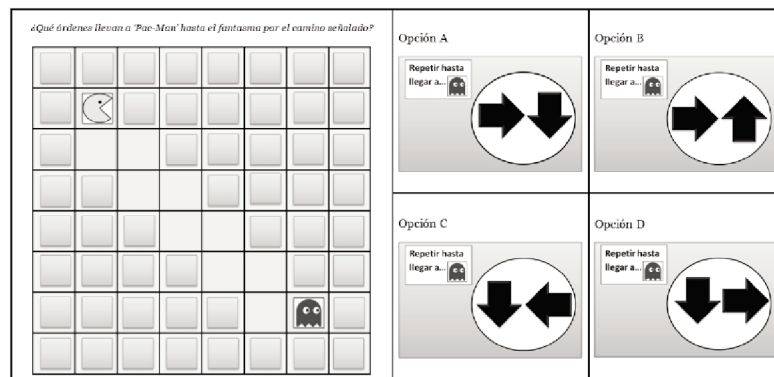 ¿Qué órdenes llevan a 'Pac-Man' hasta el fantasma por el camino señalado?
Opción A
Repetir hasta
llegar a...
Opción B
Repetir hasta
llegar a...
Opción C
Repetir hasta
llegar a...
Opción D
Repetir hasta
llegar a...